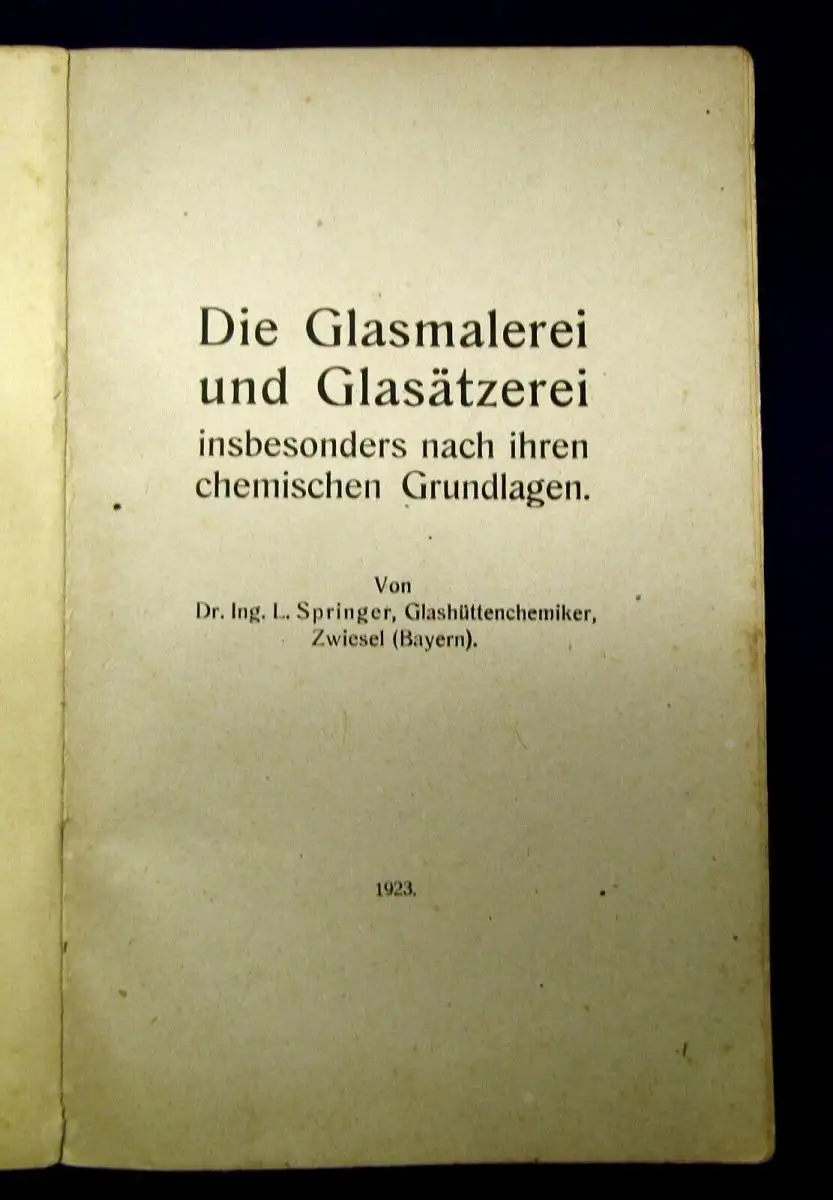 Die Glasmalerei
und Glasätzerei
insbesonders nach ihren
chemischen Grundlagen.
Von
Dr. Ing. L. Springer, Glashüttenchemiker,
Zwiesel (Bayern).
1923.